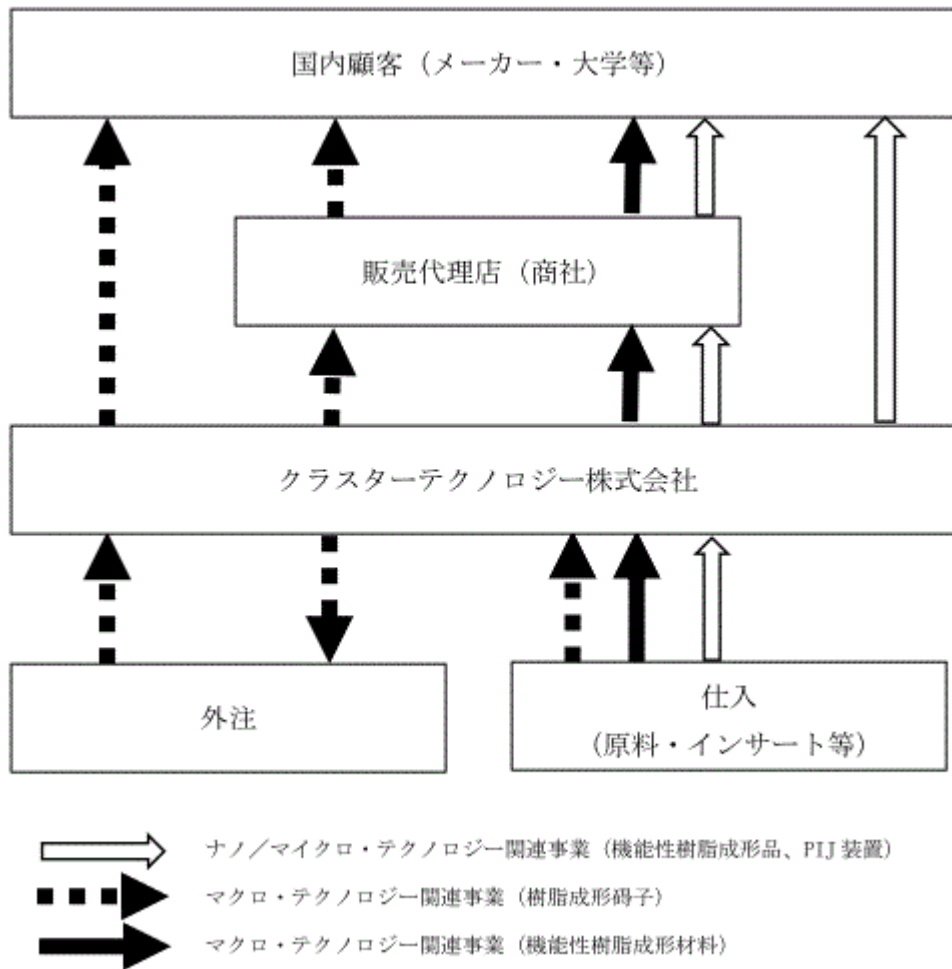 国内顧客（メーカー・大学等）
販売代理店（商社）
クラスターテクノロジー株式会社
外注
仕入
（原料・インサート等）
ナノ／マイクロ・テクノロジー関連事業（機能性樹脂成形品、PIJ装置）
マクロ・テクノロジー関連事業（樹脂成形碍子）
マクロ・テクノロジー関連事業（機能性樹脂成形材料）